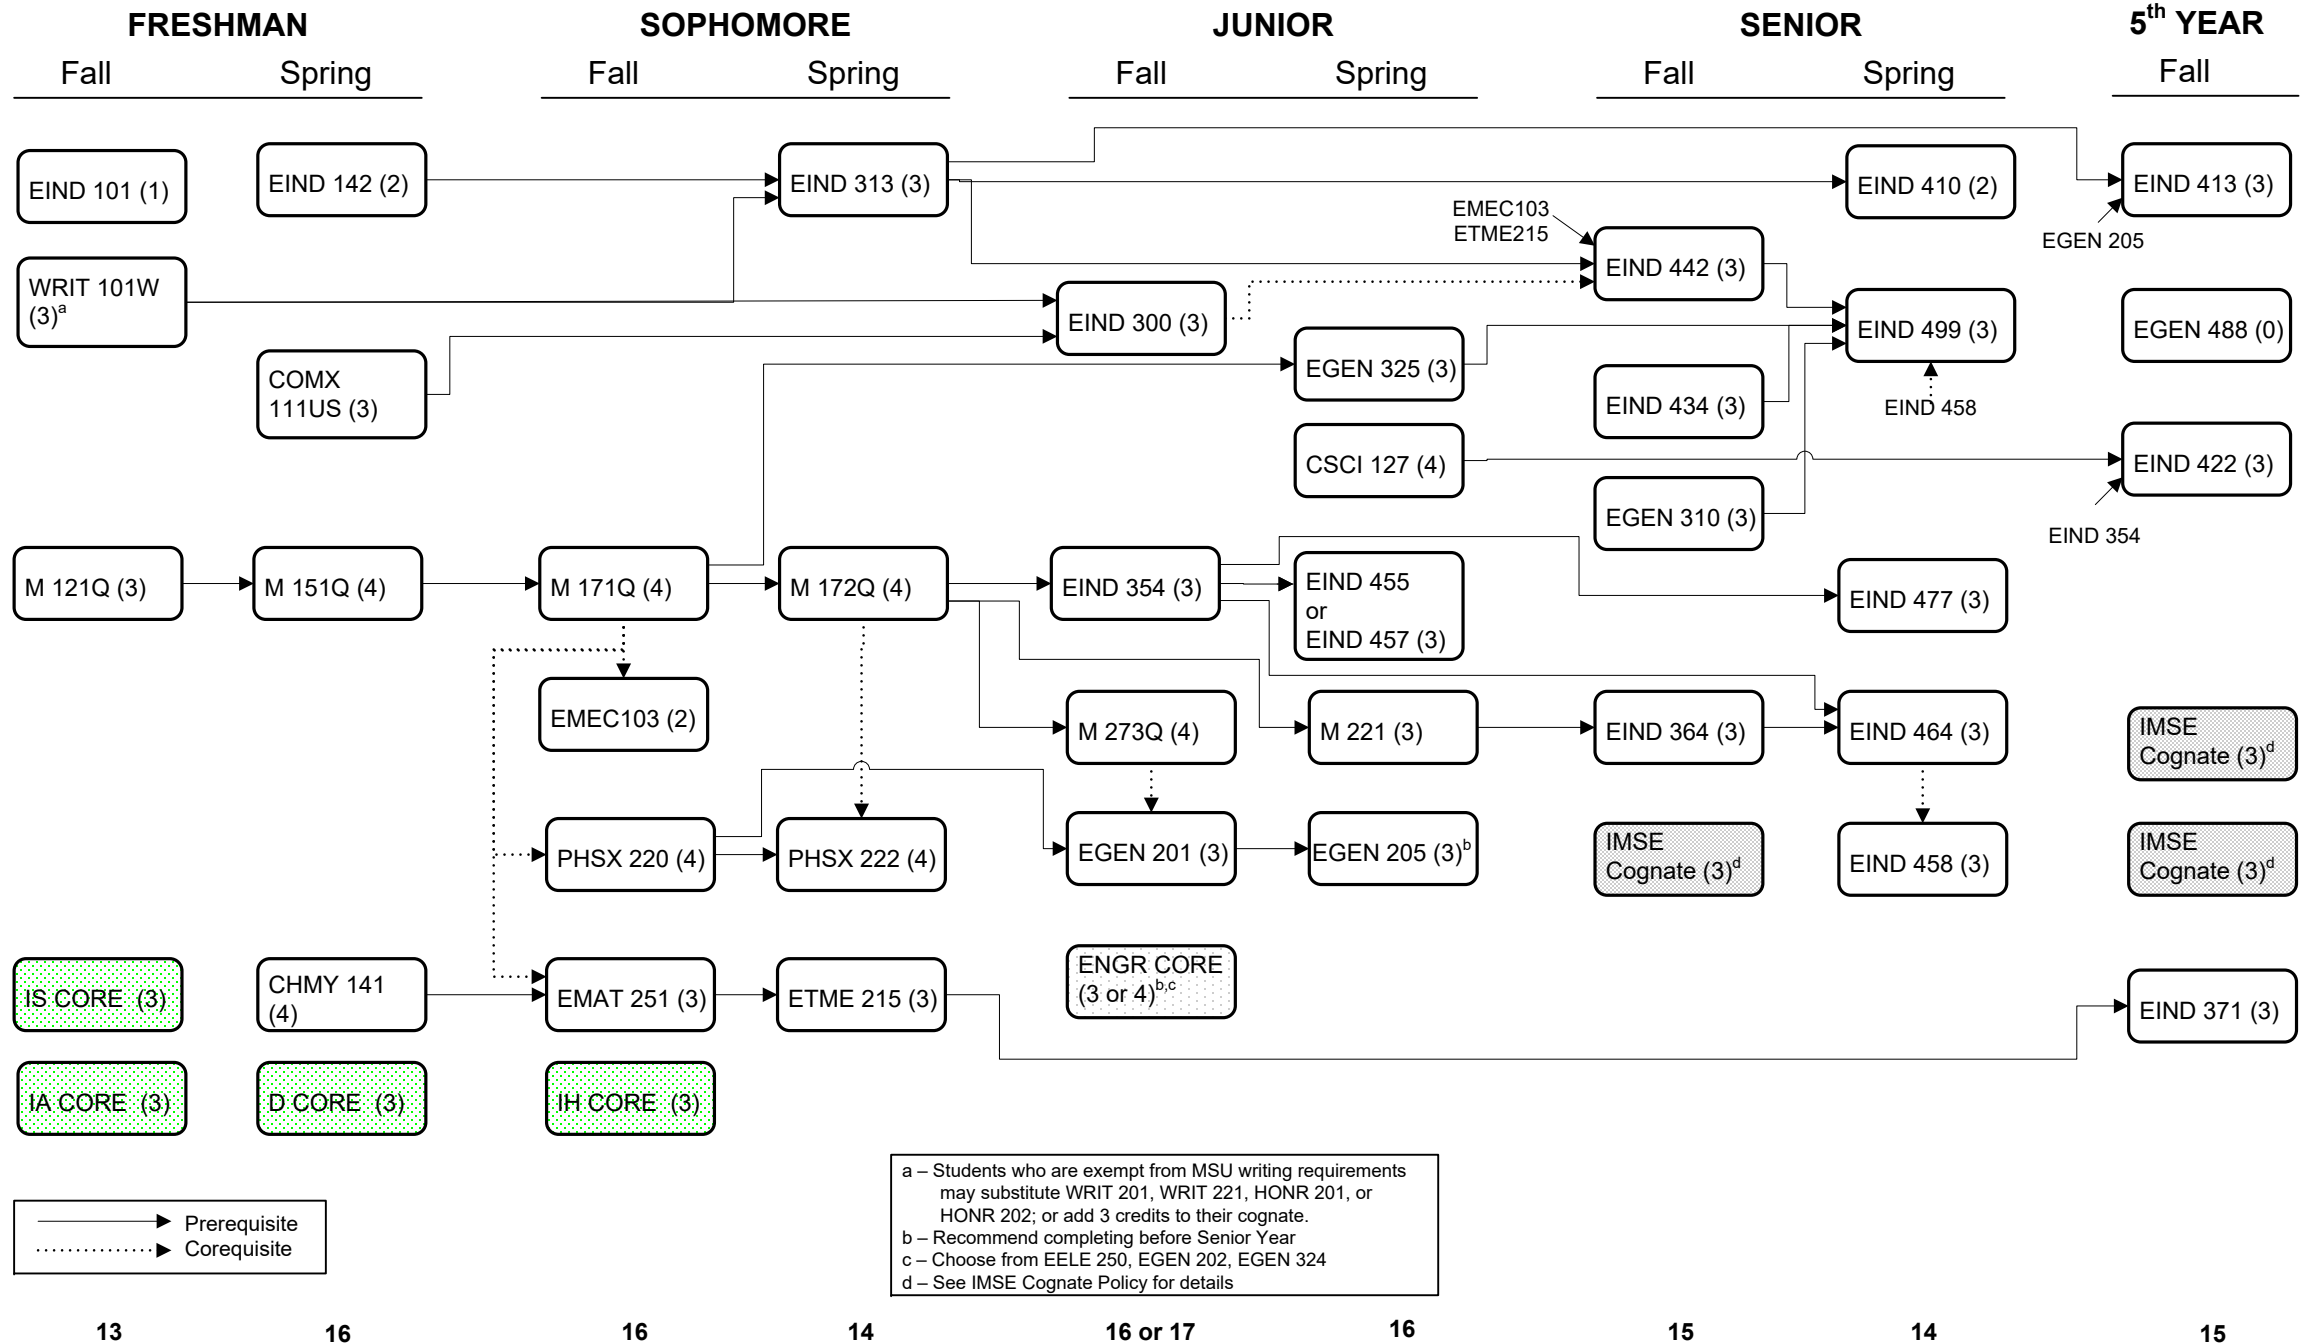 FRESHMAN
SOPHOMORE
JUNIOR
SENIOR
5th YEAR
Fall
Spring
Fall
Spring
Fall
Spring
Fall
Spring
Fall
EIND 101 (1)
EIND 142 (2)
EIND 313 (3)
EIND 410 (2)
EIND 413 (3)
EMEC103
ETME215
EGEN 205
WRIT 101W
(3)a
EIND 442 (3)
EIND 300 (3)
EIND 499 (3)
EGEN 488 (0)
COMX
111US (3)
EGEN 325 (3)
EIND 434 (3)
EIND 458
CSCI 127 (4)
EIND 422 (3)
EGEN 310 (3)
EIND 354
M 121Q (3)
M 151Q (4)
M 171Q (4)
M 172Q (4)
EIND 354 (3)
EIND 455
or
EIND 457 (3)
EIND 477 (3)
EMEC103 (2)
M 273Q (4)
M 221 (3)
EIND 364 (3)
EIND 464 (3)
IMSE
Cognate (3)d
PHSX 220 (4)
PHSX 222 (4)
EGEN 201 (3)
EGEN 205 (3)b
IMSE
Cognate (3)d
EIND 458 (3)
IMSE
Cognate (3)d
IS CORE (3)
CHMY 141
(4)
EMAT 251 (3)
ETME 215 (3)
ENGR CORE
(3 or 4)b,c
EIND 371 (3)
IA CORE (3)
D CORE (3)
IH CORE (3)
Prerequisite
Corequisite
a – Students who are exempt from MSU writing requirements
may substitute WRIT 201, WRIT 221, HONR 201, or
HONR 202; or add 3 credits to their cognate.
b – Recommend completing before Senior Year
c – Choose from EELE 250, EGEN 202, EGEN 324
d – See IMSE Cognate Policy for details
13
16
16
14
16 or 17
16
15
14
15